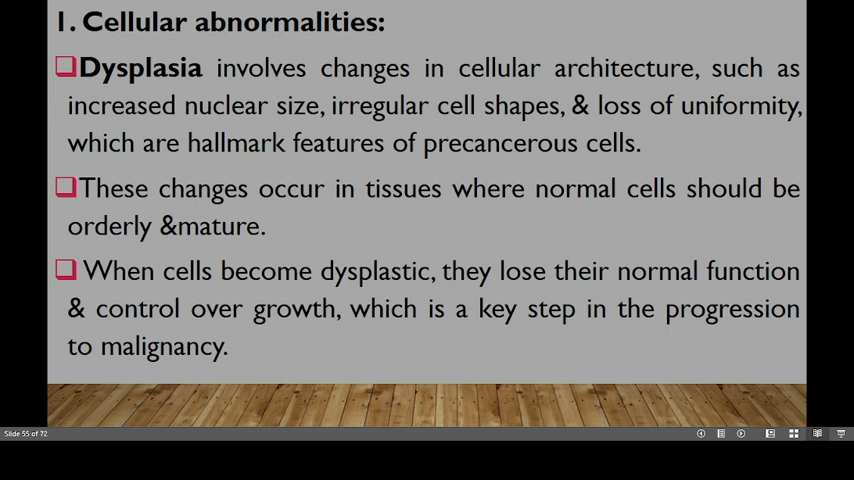 1. Cellular abnormalities:
Dysplasia involves changes in cellular architecture, such as
increased nuclear size, irregular cell shapes, & loss of uniformity,
which are hallmark features of precancerous cells.
These changes occur in tissues where normal cells should be
orderly &mature.
When cells become dysplastic, they lose their normal function
& control over growth, which is a key step in the progression
to malignancy.
Slide 55 of 72